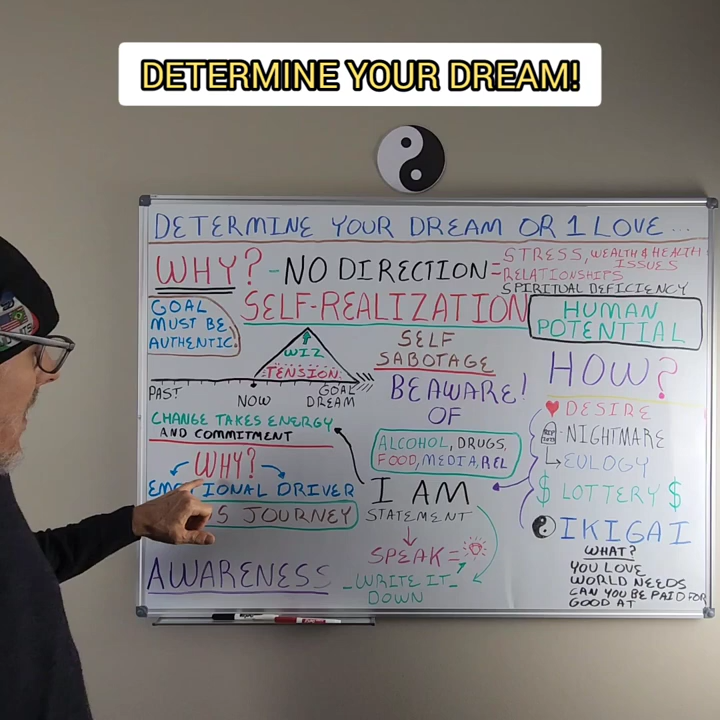 DETERMINE YOUR DREAM!
DETERMINE YOUR DREAM OR 1 LOVE...
WHY? - NO DIRECTION =
STRESS, WEALTH & HEALTH
ISSUES
RELATIONSHIPS
SPIRITUAL DEFICIENCY
GOAL
MUST BE
AUTHENTIC.
SELF-REALIZATION
HUMAN
POTENTIAL
WIZ
TENSION
PAST
NOW
GOAL
DREAM
SELF
SABOTAGE
BEAWARE!
OF
ALCOHOL, DRUGS,
FOOD, MEDIA, REL
CHANGE TAKES ENERGY
AND COMMITMENT
WHY?
EMOTIONAL DRIVER
S JOURNEY
AWARENESS
I AM
STATEMENT
SPEAK =
_WRITE IT_
DOWN
HOW?
DESIRE
-NIGHTMARE
EULOGY
$ LOTTERY $
IKIGAI
WHAT?
YOU LOVE
WORLD NEEDS
CAN YOU BE PAID FOR
GOOD AT